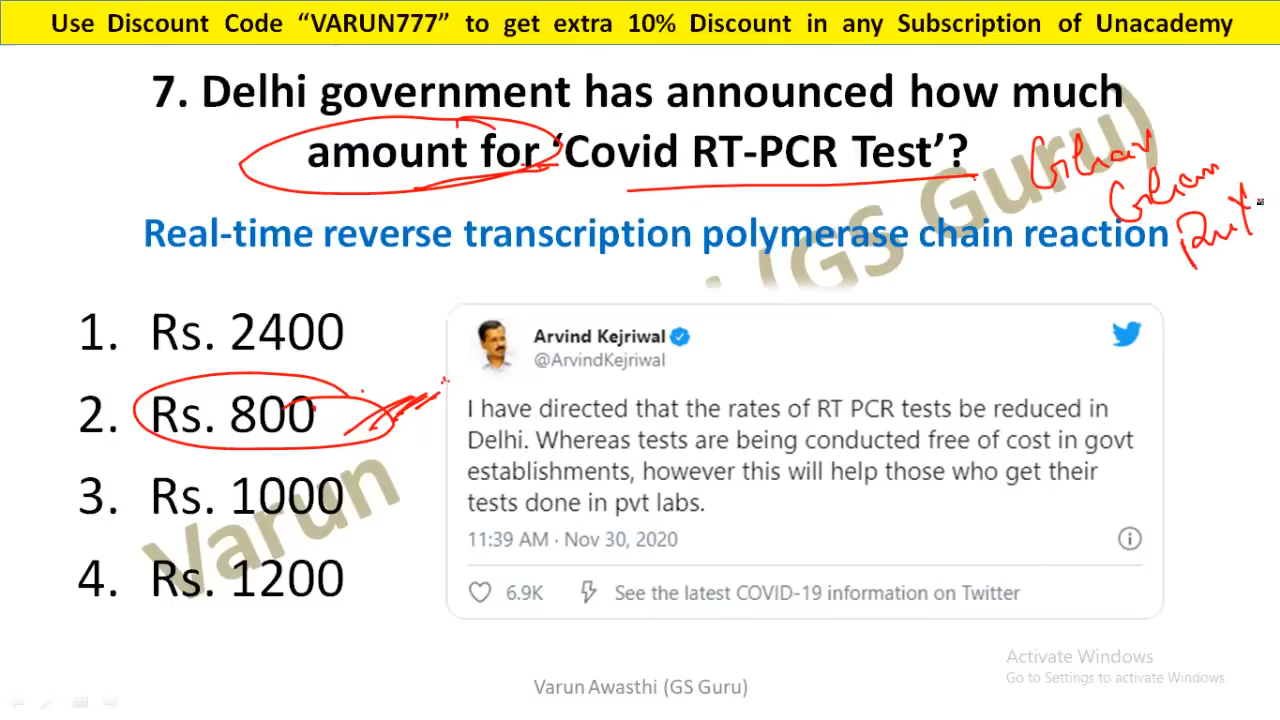 Use Discount Code “VARUN777” to get extra 10% Discount in any Subscription of Unacademy
7. Delhi government has announced how much
amount for ‘Covid RT-PCR Test’?
Real-time reverse transcription polymerase chain reaction
1. Rs. 2400
2. Rs. 800
3. Rs. 1000
4. Rs. 1200
Arvind Kejriwal
@ArvindKejriwal
I have directed that the rates of RT PCR tests be reduced in
Delhi. Whereas tests are being conducted free of cost in govt
establishments, however this will help those who get their
tests done in pvt labs.
11:39 AM · Nov 30, 2020
6.9K
See the latest COVID-19 information on Twitter
Varun
(GS Guru)
Activate Windows
Go to Settings to activate Windows.
Varun Awasthi (GS Guru)